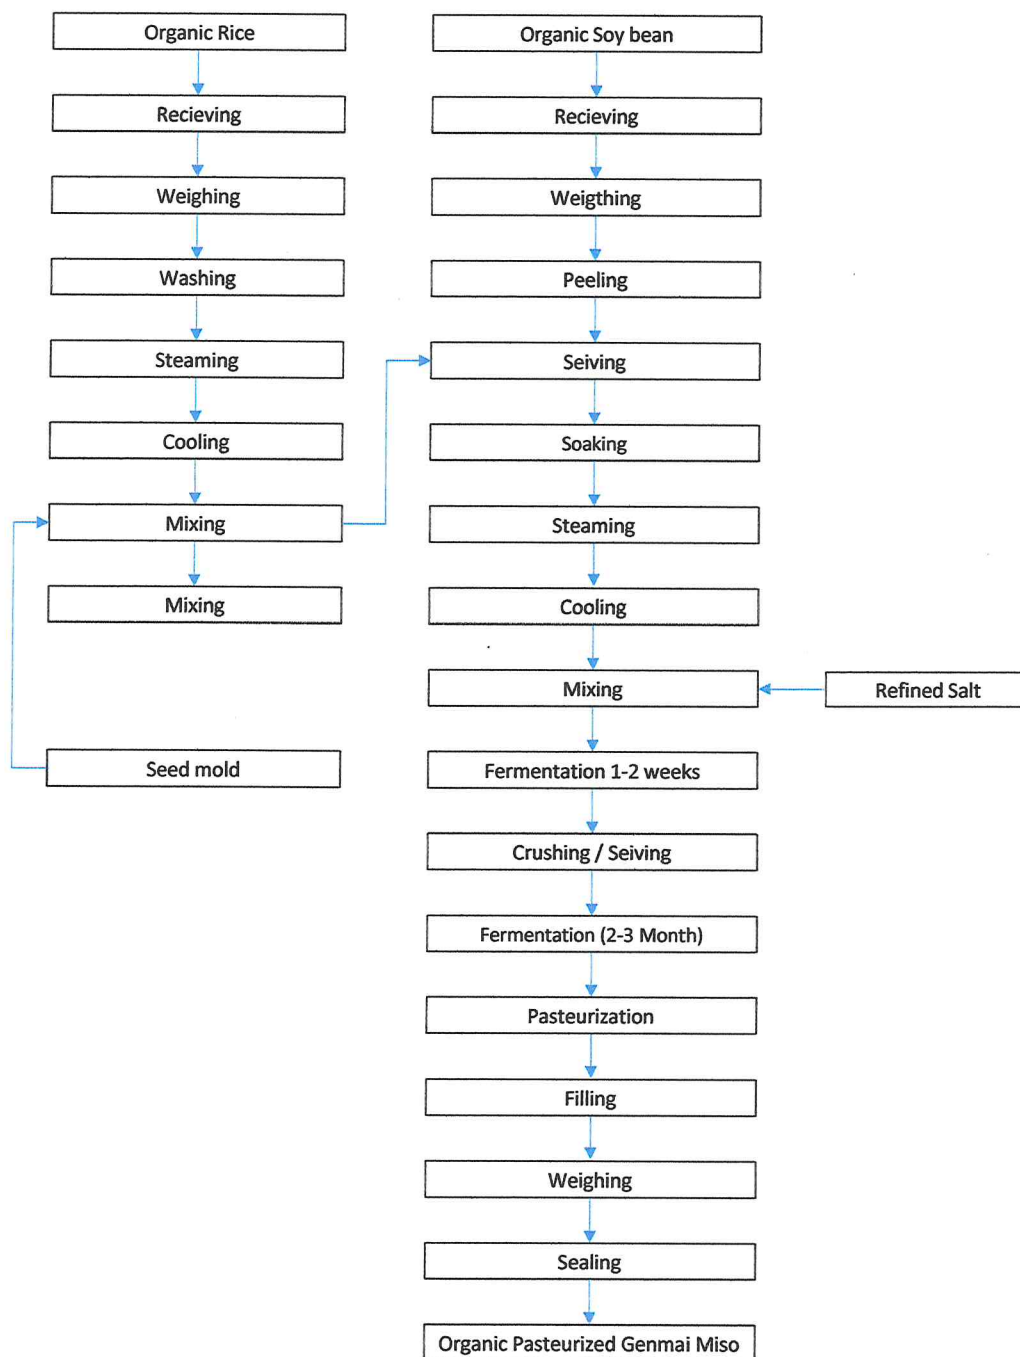 Organic Rice
Recieving
Weighing
Washing
Steaming
Cooling
Mixing
Mixing
Seed mold
Organic Soy bean
Recieving
Weigthing
Peeling
Seiving
Soaking
Steaming
Cooling
Mixing
Refined Salt
Fermentation 1-2 weeks
Crushing / Seiving
Fermentation (2-3 Month)
Pasteurization
Filling
Weighing
Sealing
Organic Pasteurized Genmai Miso